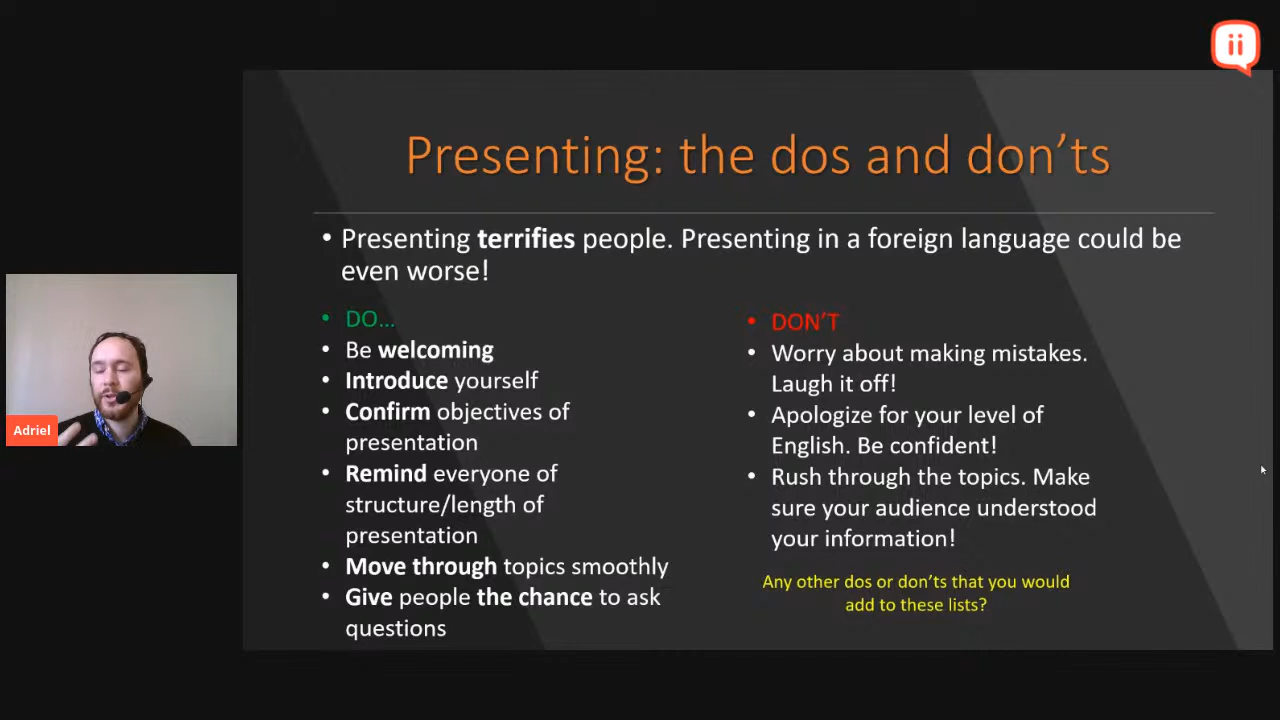 Presenting: the dos and don'ts
• Presenting terrifies people. Presenting in a foreign language could be
even worse!
• DO...
• Be welcoming
• Introduce yourself
• Confirm objectives of
presentation
• Remind everyone of
structure/length of
presentation
• Move through topics smoothly
• Give people the chance to ask
questions
• DON'T
• Worry about making mistakes.
Laugh it off!
• Apologize for your level of
English. Be confident!
• Rush through the topics. Make
sure your audience understood
your information!
Any other dos or don'ts that you would
add to these lists?
Adriel